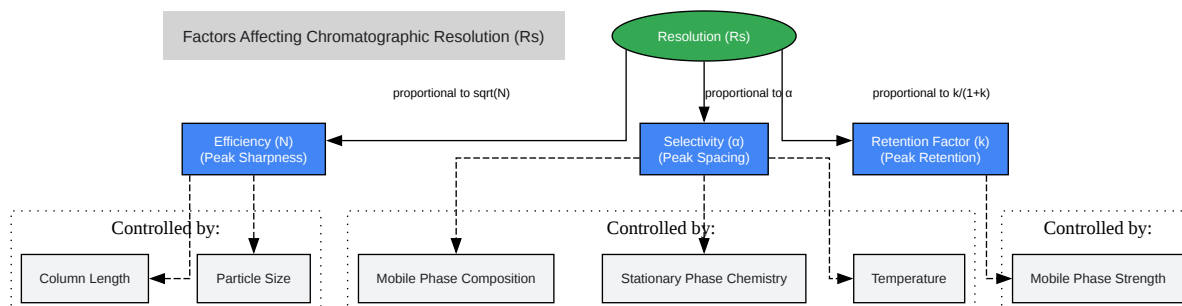 Factors Affecting Chromatographic Resolution (Rs)
Resolution (Rs)
proportional to sqrt(N)
proportional to α
proportional to k/(1+k)
Efficiency (N)
(Peak Sharpness)
Selectivity (α)
(Peak Spacing)
Retention Factor (k)
(Peak Retention)
Controlled by:
Controlled by:
Controlled by:
Column Length
Particle Size
Mobile Phase Composition
Stationary Phase Chemistry
Temperature
Mobile Phase Strength